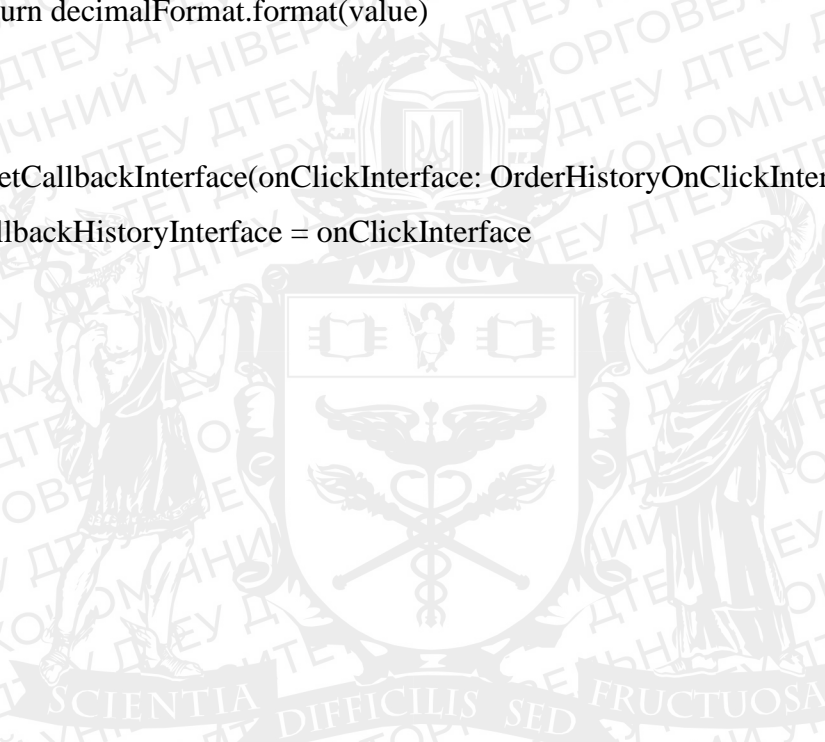 urn decimalFormat.format(value)
etCallbackInterface(onClickInterface: OrderHistoryOnClickInter
llbackHistoryInterface = onClickInterface
SCIENTIA DIFFICILIS SED FRUCTUOSA